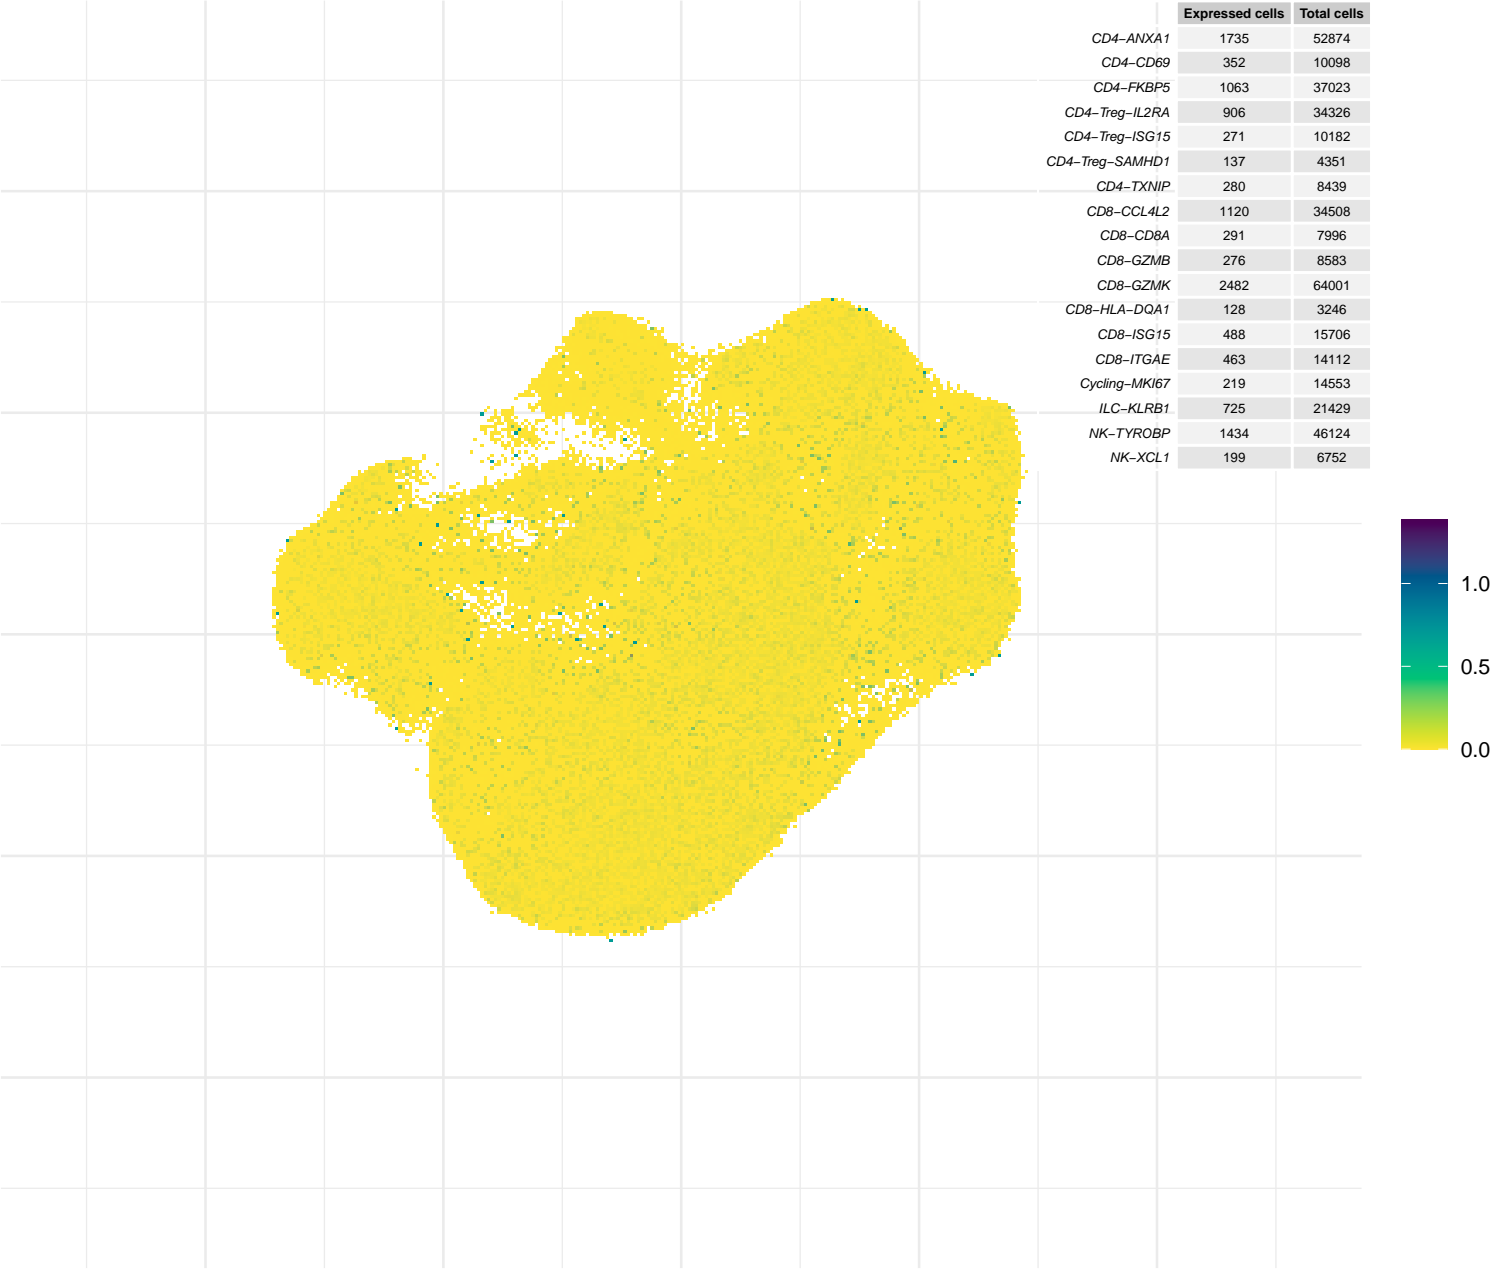 Expressed cells Total cells
CD4−ANXA1 1735 52874
CD4−CD69 352 10098
CD4−FKBP5 1063 37023
CD4−Treg−IL2RA 906 34326
CD4−Treg−ISG15 271 10182
CD4−Treg−SAMHD1 137 4351
CD4−TXNIP 280 8439
CD8−CCL4L2 1120 34508
CD8−CD8A 291 7996
CD8−GZMB 276 8583
CD8−GZMK 2482 64001
CD8−HLA−DQA1 128 3246
CD8−ISG15 488 15706
CD8−ITGAE 463 14112
Cycling−MKI67 219 14553
ILC−KLRB1 725 21429
NK−TYROBP 1434 46124
NK−XCL1 199 6752
1.0
0.5
0.0